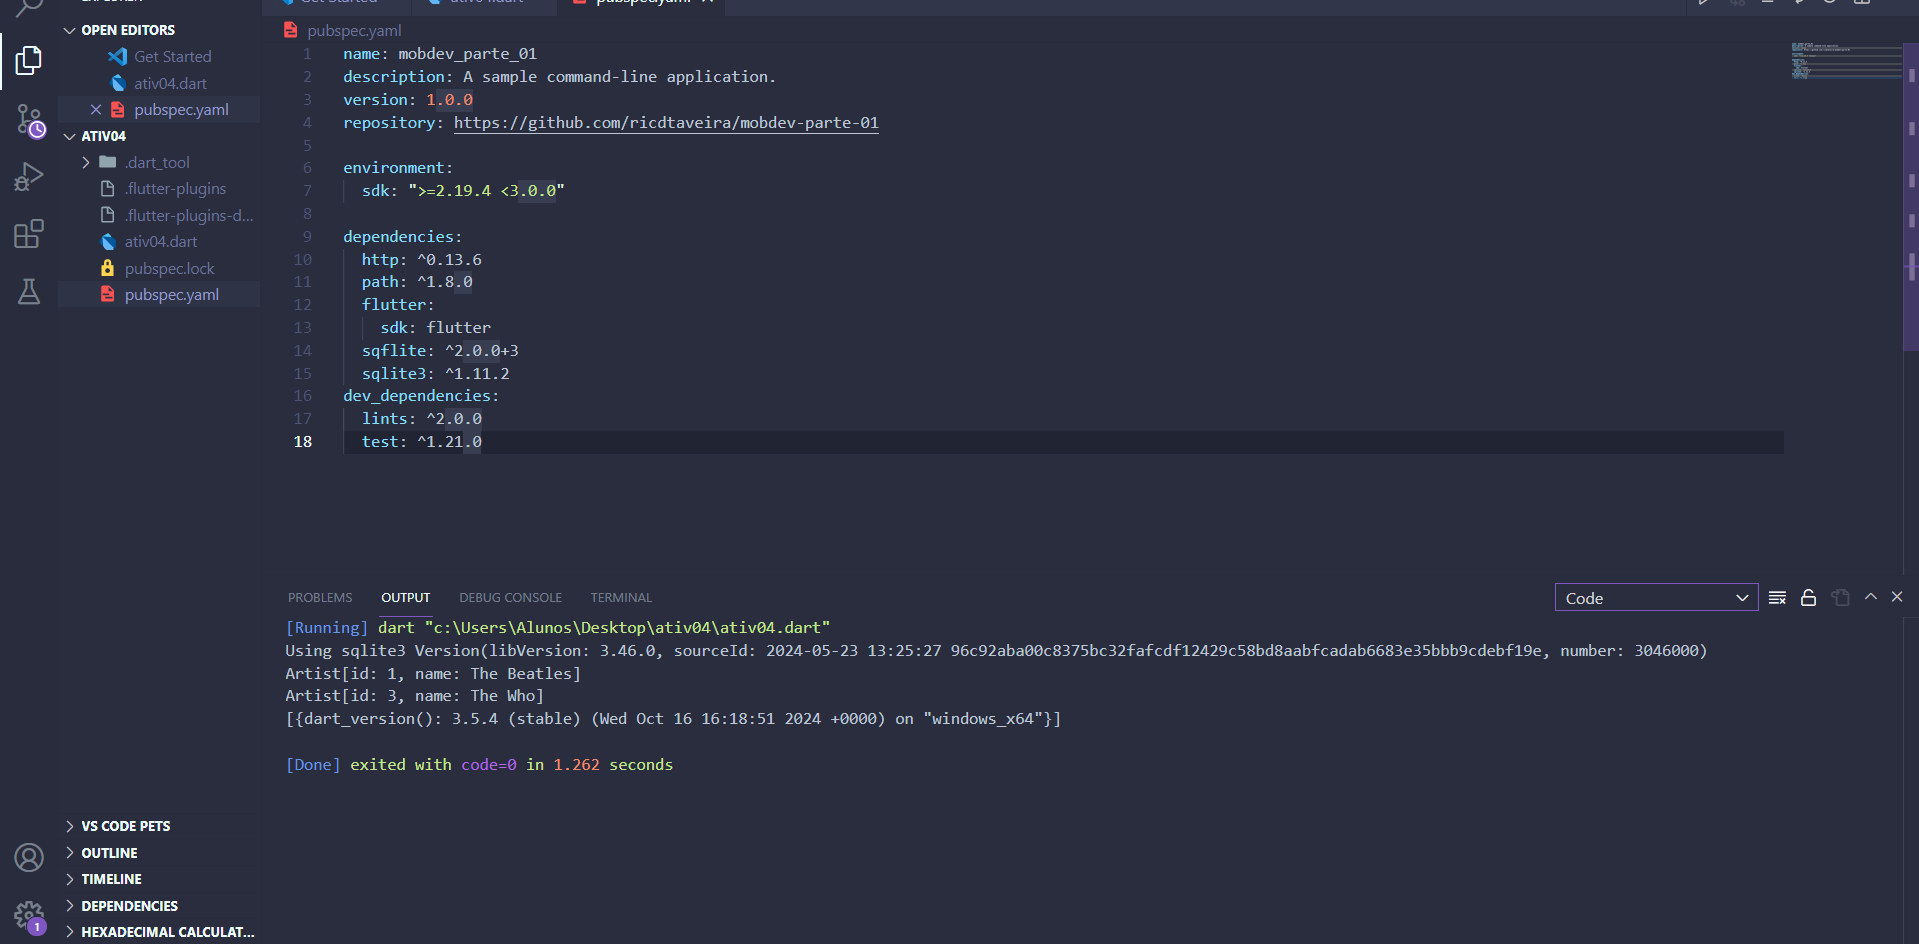 OPEN EDITORS
Get Started
ativ04.dart
pubspec.yaml
ATIV04
.dart_tool
.flutter-plugins
.flutter-plugins-d...
ativ04.dart
pubspec.lock
pubspec.yaml
VS CODE PETS
OUTLINE
TIMELINE
DEPENDENCIES
HEXADECIMAL CALCULAT...
1
pubspec.yaml
1 name: mobdev_parte_01
2 description: A sample command-line application.
3 version: 1.0.0
4 repository: https://github.com/ricdtaveira/mobdev-parte-01
5
6 environment:
7 sdk: ">=2.19.4 <3.0.0"
8
9 dependencies:
10 http: ^0.13.6
11 path: ^1.8.0
12 flutter:
13 sdk: flutter
14 sqflite: ^2.0.0+3
15 sqlite3: ^1.11.2
16 dev_dependencies:
17 lints: ^2.0.0
18 test: ^1.21.0
PROBLEMS OUTPUT DEBUG CONSOLE TERMINAL Code
[Running] dart "c:\Users\Alunos\Desktop\ativ04\ativ04.dart"
Using sqlite3 Version(libVersion: 3.46.0, sourceId: 2024-05-23 13:25:27 96c92aba00c8375bc32fafcdf12429c58bd8aabfcadab6683e35bbb9cdebf19e, number: 3046000)
Artist[id: 1, name: The Beatles]
Artist[id: 3, name: The Who]
[{dart_version(): 3.5.4 (stable) (Wed Oct 16 16:18:51 2024 +0000) on "windows_x64"}]
[Done] exited with code=0 in 1.262 seconds